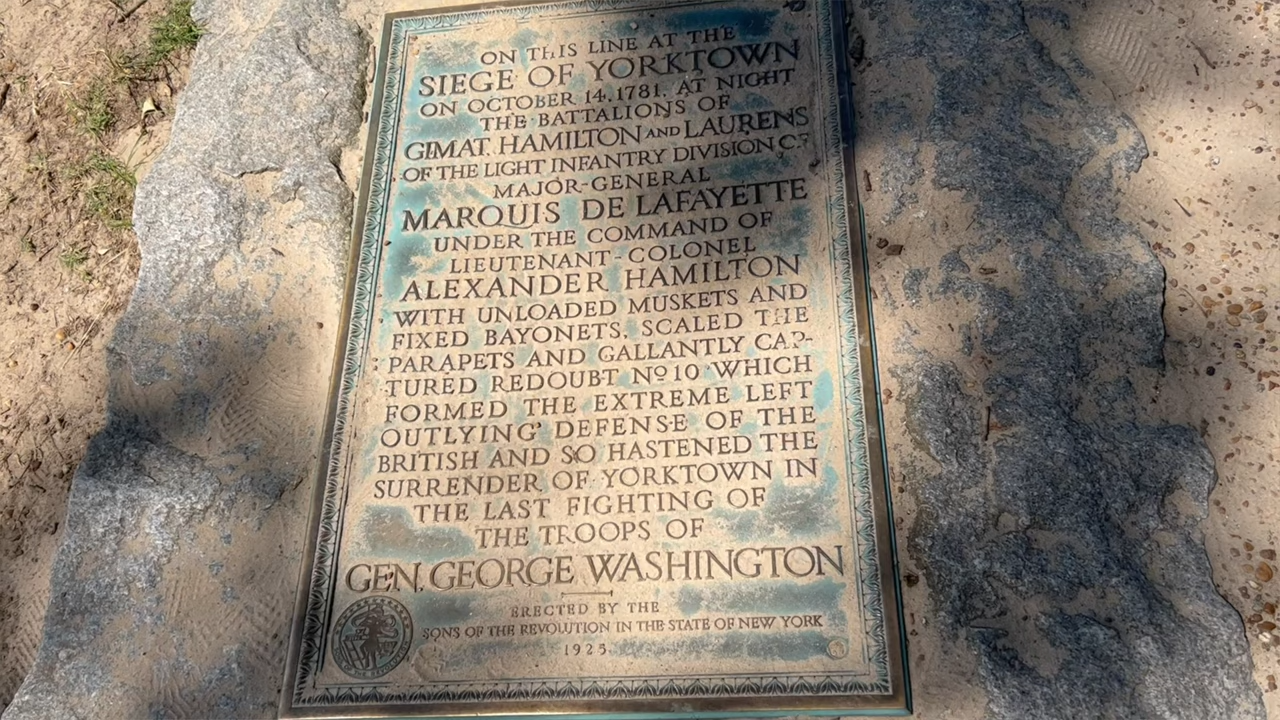 ON THIS LINE AT THE
SIEGE OF YORKTOWN
ON OCTOBER 14, 1781, AT NIGHT
THE BATTALIONS OF
GIMAT, HAMILTON AND LAURENS
OF THE LIGHT INFANTRY DIVISION OF
MAJOR-GENERAL
MARQUIS DE LAFAYETTE
UNDER THE COMMAND OF
LIEUTENANT-COLONEL
ALEXANDER HAMILTON
WITH UNLOADED MUSKETS AND
FIXED BAYONETS, SCALED THE
PARAPETS AND GALLANTLY CAP-
TURED REDOUBT Nº 10 WHICH
FORMED THE EXTREME LEFT
OUTLYING DEFENSE OF THE
BRITISH AND SO HASTENED THE
SURRENDER OF YORKTOWN IN
THE LAST FIGHTING OF
THE TROOPS OF
GEN. GEORGE WASHINGTON
ERECTED BY THE
SONS OF THE REVOLUTION IN THE STATE OF NEW YORK
1925